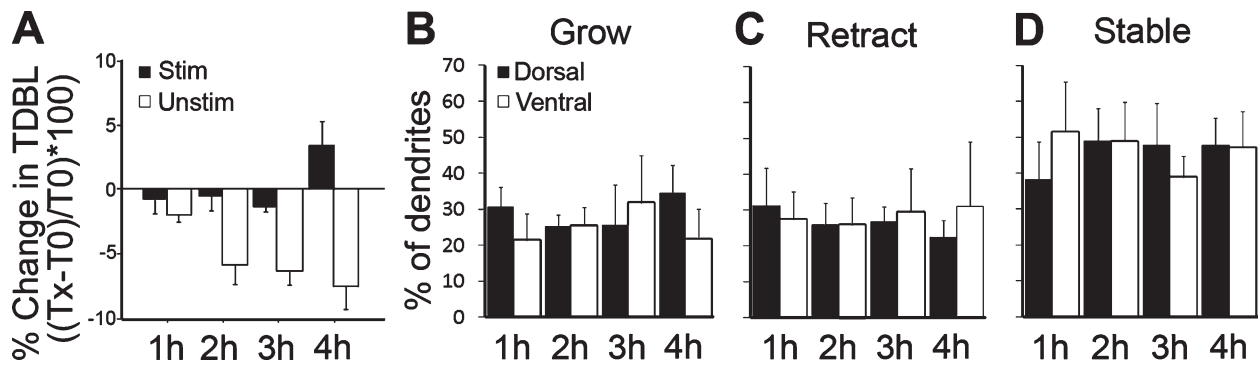 A
% Change in TDBL
((Tx-T0)/T0)*100)
10
5
0
-5
-10
Stim
Unstim
1h 2h 3h 4h
B
Grow
% of dendrites
70
60
50
40
30
20
10
0
Dorsal
Ventral
1h 2h 3h 4h
C
Retract
1h 2h 3h 4h
D
Stable
1h 2h 3h 4h